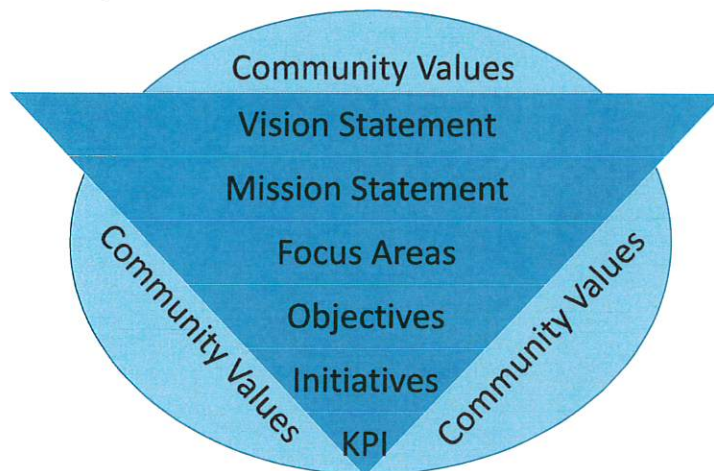 Community Values
Vision Statement
Mission Statement
Focus Areas
Objectives
Initiatives
KPI
Community Values
Community Values